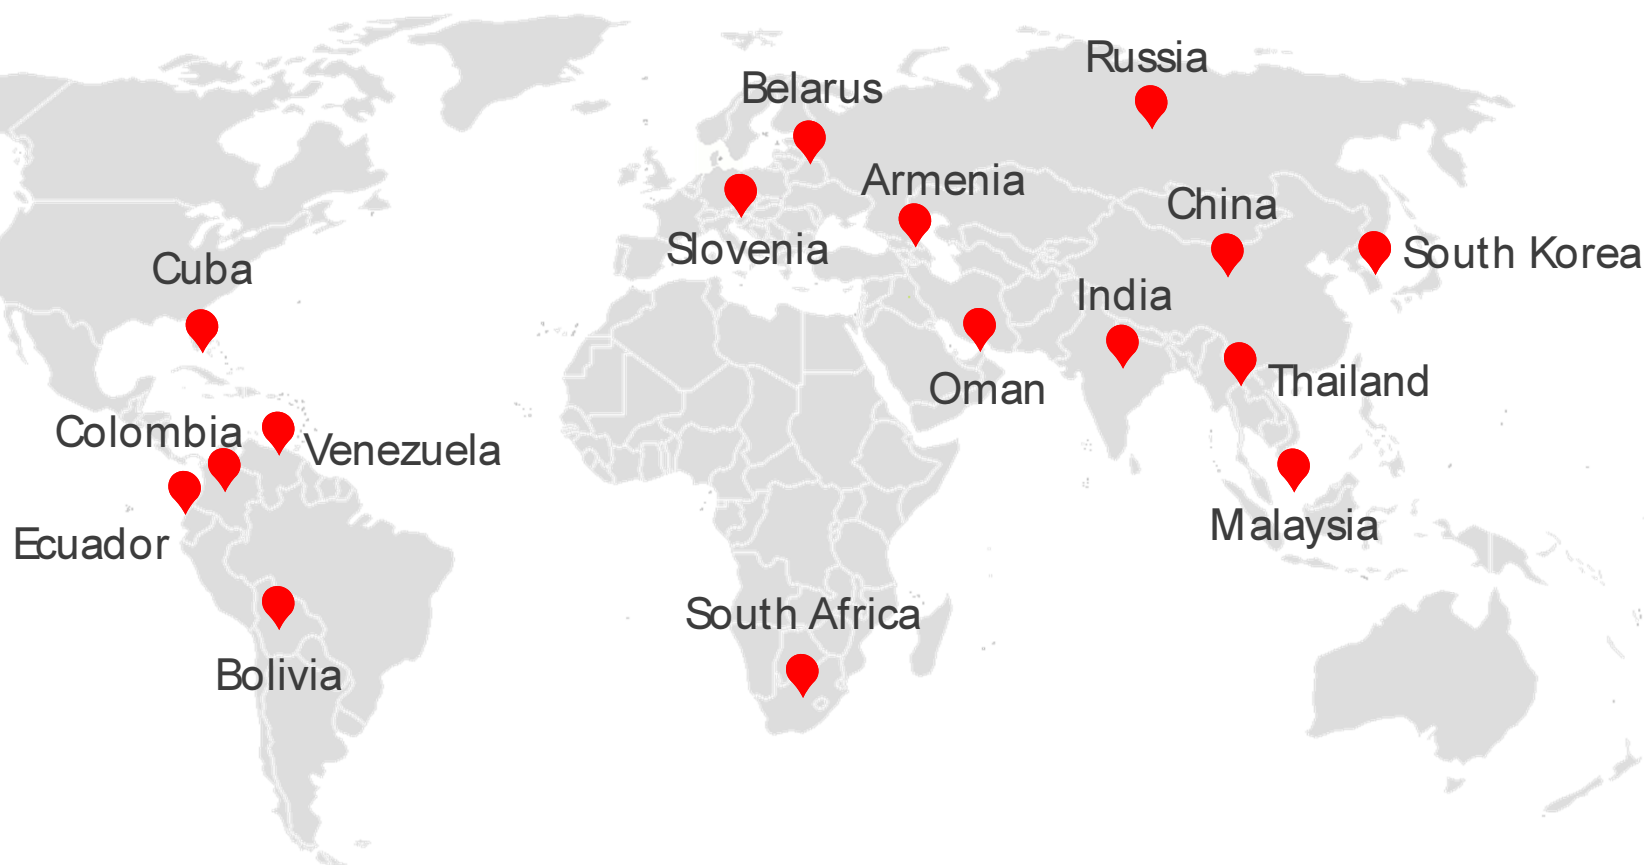 Russia
Belarus
Armenia
China
Slovenia
South Korea
Cuba
India
Oman
Thailand
Colombia
Venezuela
Malaysia
Ecuador
South Africa
Bolivia